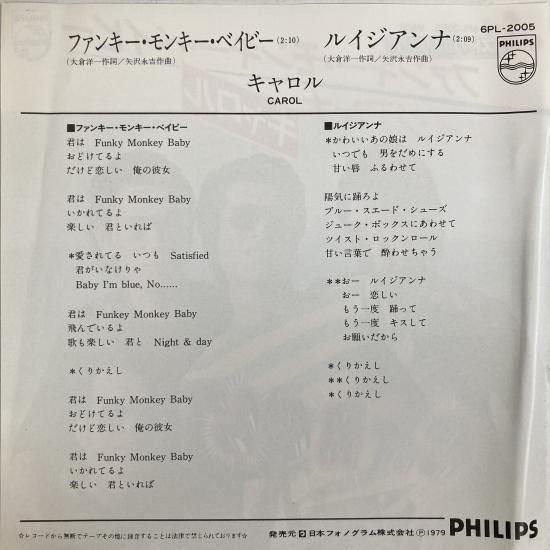 6PL-2005
ファンキー・モンキー・ベイビー(2:10)
(大倉洋一作詞/矢沢永吉作曲)
ルイジアンナ(2:09)
(大倉洋一作詞/矢沢永吉作曲)
PHILIPS
キャロル
CAROL
■ファンキー・モンキー・ベイビー
君は Funky Monkey Baby
おどけてるよ
だけど恋しい 俺の彼女
君は Funky Monkey Baby
いかれてるよ
楽しい 君といれば
*愛されてる いつも Satisfied
君がいなけりゃ
Baby I'm blue, No......
君は Funky Monkey Baby
飛んでいるよ
歌も楽しい 君と Night & day
*くりかえし
君は Funky Monkey Baby
おどけてるよ
だけど恋しい 俺の彼女
君は Funky Monkey Baby
いかれてるよ
楽しい 君といれば
■ルイジアンナ
*かわいいあの娘は ルイジアンナ
いつでも 男をだめにする
甘い唇 ふるわせて
陽気に踊ろよ
ブルー・スエード・シューズ
ジューク・ボックスにあわせて
ツイスト・ロックンロール
甘い言葉で 酔わせちゃう
**おー ルイジアンナ
おー 恋しい
もう一度 踊って
もう一度 キスして
お願いだから
*くりかえし
**くりかえし
*くりかえし
☆レコードから無断でテープその他に録音することは法律で禁じられております☆
発売元 日本フォノグラム株式会社 Ⓟ1979 PHILIPS